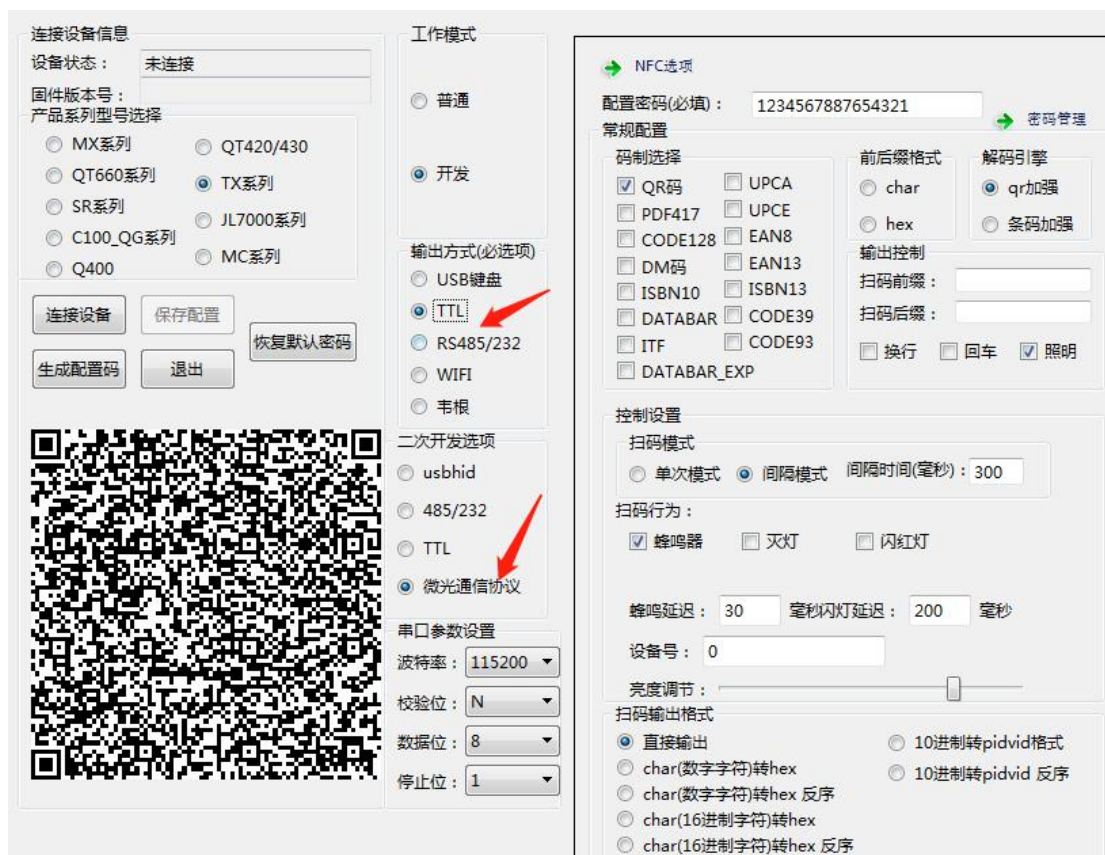 连接设备信息
设备状态： 未连接
固件版本号：
产品系列型号选择
MX系列
QT420/430
QT660系列
TX系列
SR系列
JL7000系列
C100_QG系列
MC系列
Q400
连接设备
保存配置
恢复默认密码
生成配置码
退出
工作模式
普通
开发
输出方式(必选项)
USB键盘
TTL
RS485/232
WIFI
韦根
二次开发选项
usbhid
485/232
TTL
微光通信协议
串口参数设置
波特率： 115200
校验位： N
数据位： 8
停止位： 1
NFC选项
配置密码(必填)： 1234567887654321
密码管理
常规配置
码制选择
QR码
UPCA
PDF417
UPCE
CODE128
EAN8
DM码
EAN13
ISBN10
ISBN13
DATABAR
CODE39
ITF
CODE93
DATABAR_EXP
前后缀格式
char
hex
解码引擎
qr加强
条码加强
输出控制
扫码前缀：
扫码后缀：
换行 回车 照明
控制设置
扫码模式
单次模式 间隔模式 间隔时间(毫秒)：300
扫码行为：
蜂鸣器 灭灯 闪红灯
蜂鸣延迟： 30 毫秒闪灯延迟： 200 毫秒
设备号： 0
亮度调节：
扫码输出格式
直接输出
10进制转pidvid格式
char(数字字符)转hex
10进制转pidvid 反序
char(数字字符)转hex 反序
char(16进制字符)转hex
char(16进制字符)转hex 反序